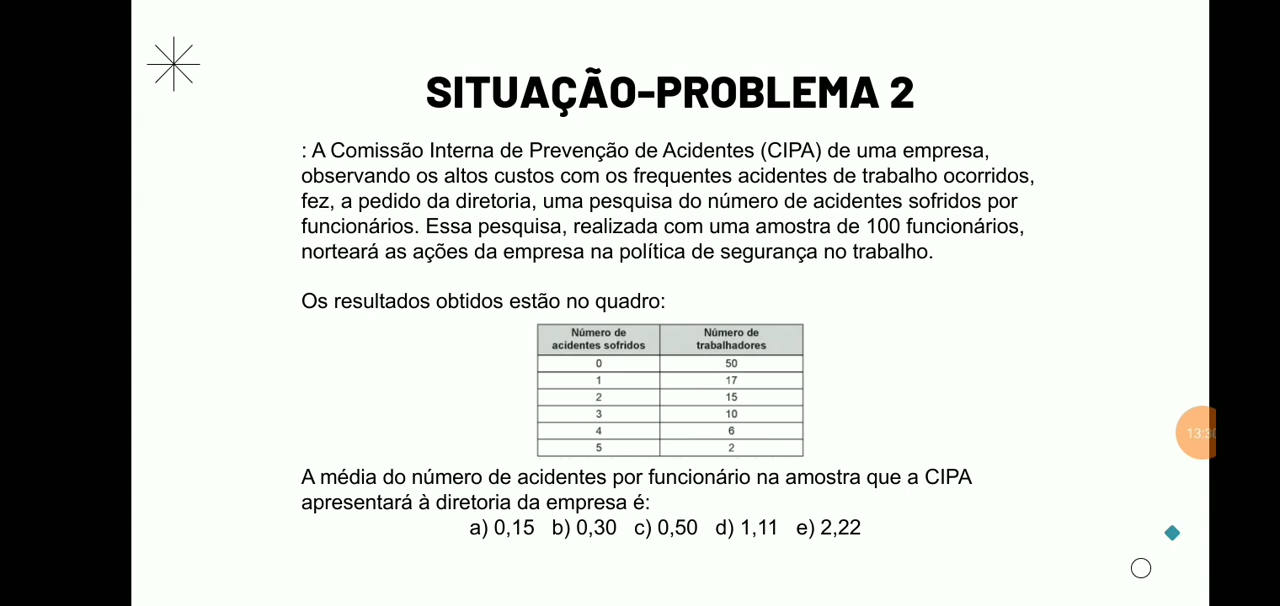 SITUAÇÃO-PROBLEMA 2
: A Comissão Interna de Prevenção de Acidentes (CIPA) de uma empresa,
observando os altos custos com os frequentes acidentes de trabalho ocorridos,
fez, a pedido da diretoria, uma pesquisa do número de acidentes sofridos por
funcionários. Essa pesquisa, realizada com uma amostra de 100 funcionários,
norteará as ações da empresa na política de segurança no trabalho.
Os resultados obtidos estão no quadro:
Número de acidentes sofridos Número de trabalhadores
0 50
1 17
2 15
3 10
4 6
5 2
A média do número de acidentes por funcionário na amostra que a CIPA
apresentará à diretoria da empresa é:
a) 0,15 b) 0,30 c) 0,50 d) 1,11 e) 2,22